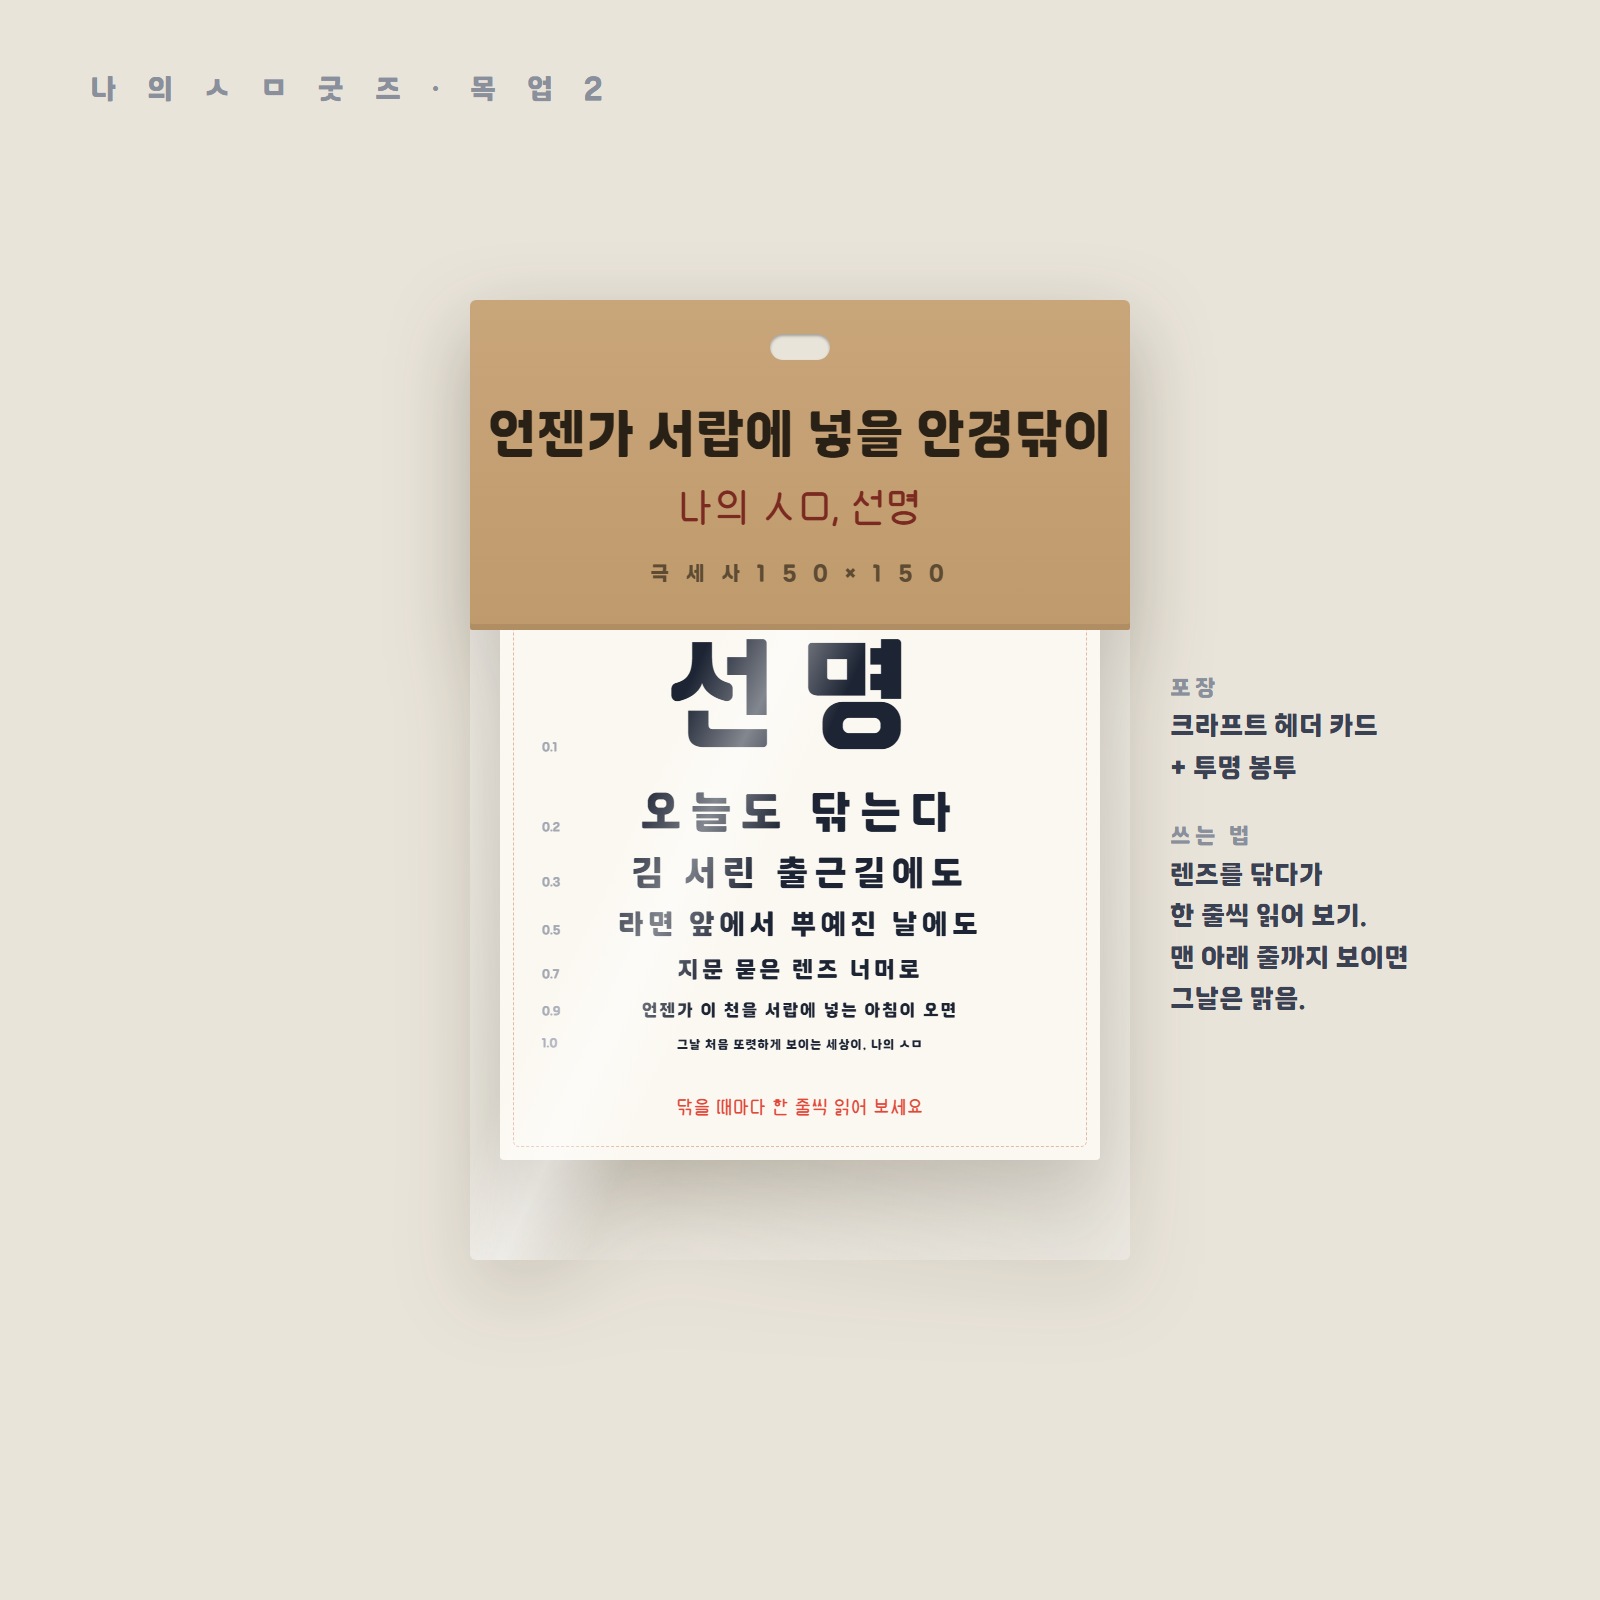 나의 ㅅㅁ 굿즈 · 목업 2
언젠가 서랍에 넣을 안경닦이
나의 ㅅㅁ, 선명
극세사 150×150
선명
0.1
오늘도 닦는다
0.2
김 서린 출근길에도
0.3
라면 앞에서 뿌예진 날에도
0.5
지문 묻은 렌즈 너머로
0.7
언젠가 이 천을 서랍에 넣는 아침이 오면
0.9
그날 처음 또렷하게 보이는 세상이, 나의 ㅅㅁ
1.0
닦을 때마다 한 줄씩 읽어 보세요
포장
크라프트 헤더 카드
+ 투명 봉투
쓰는 법
렌즈를 닦다가
한 줄씩 읽어 보기.
맨 아래 줄까지 보이면
그날은 맑음.